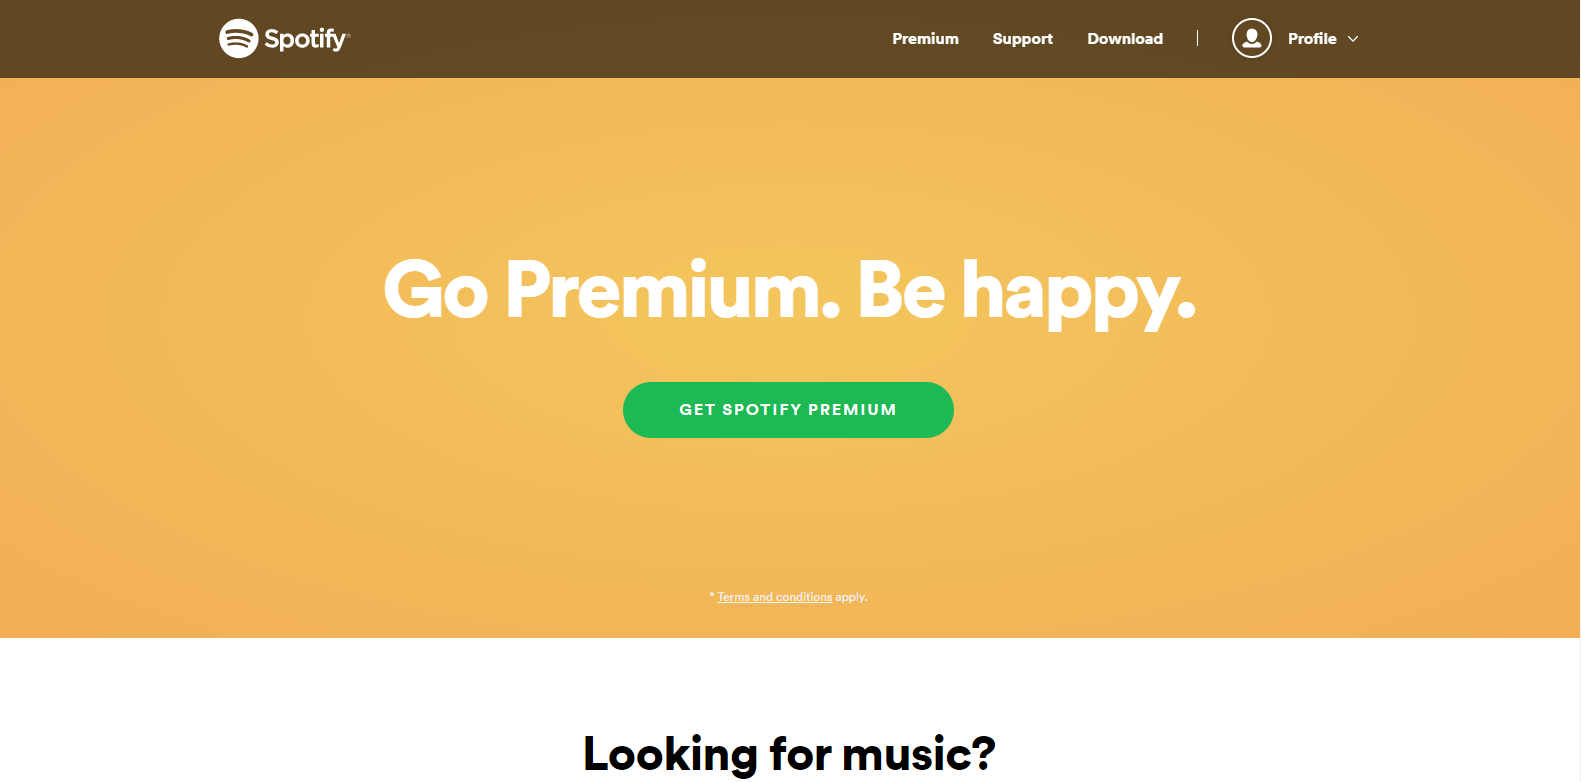 Spotify®
Premium Support Download | Profile
Go Premium. Be happy.
GET SPOTIFY PREMIUM
* Terms and conditions apply.
Looking for music?